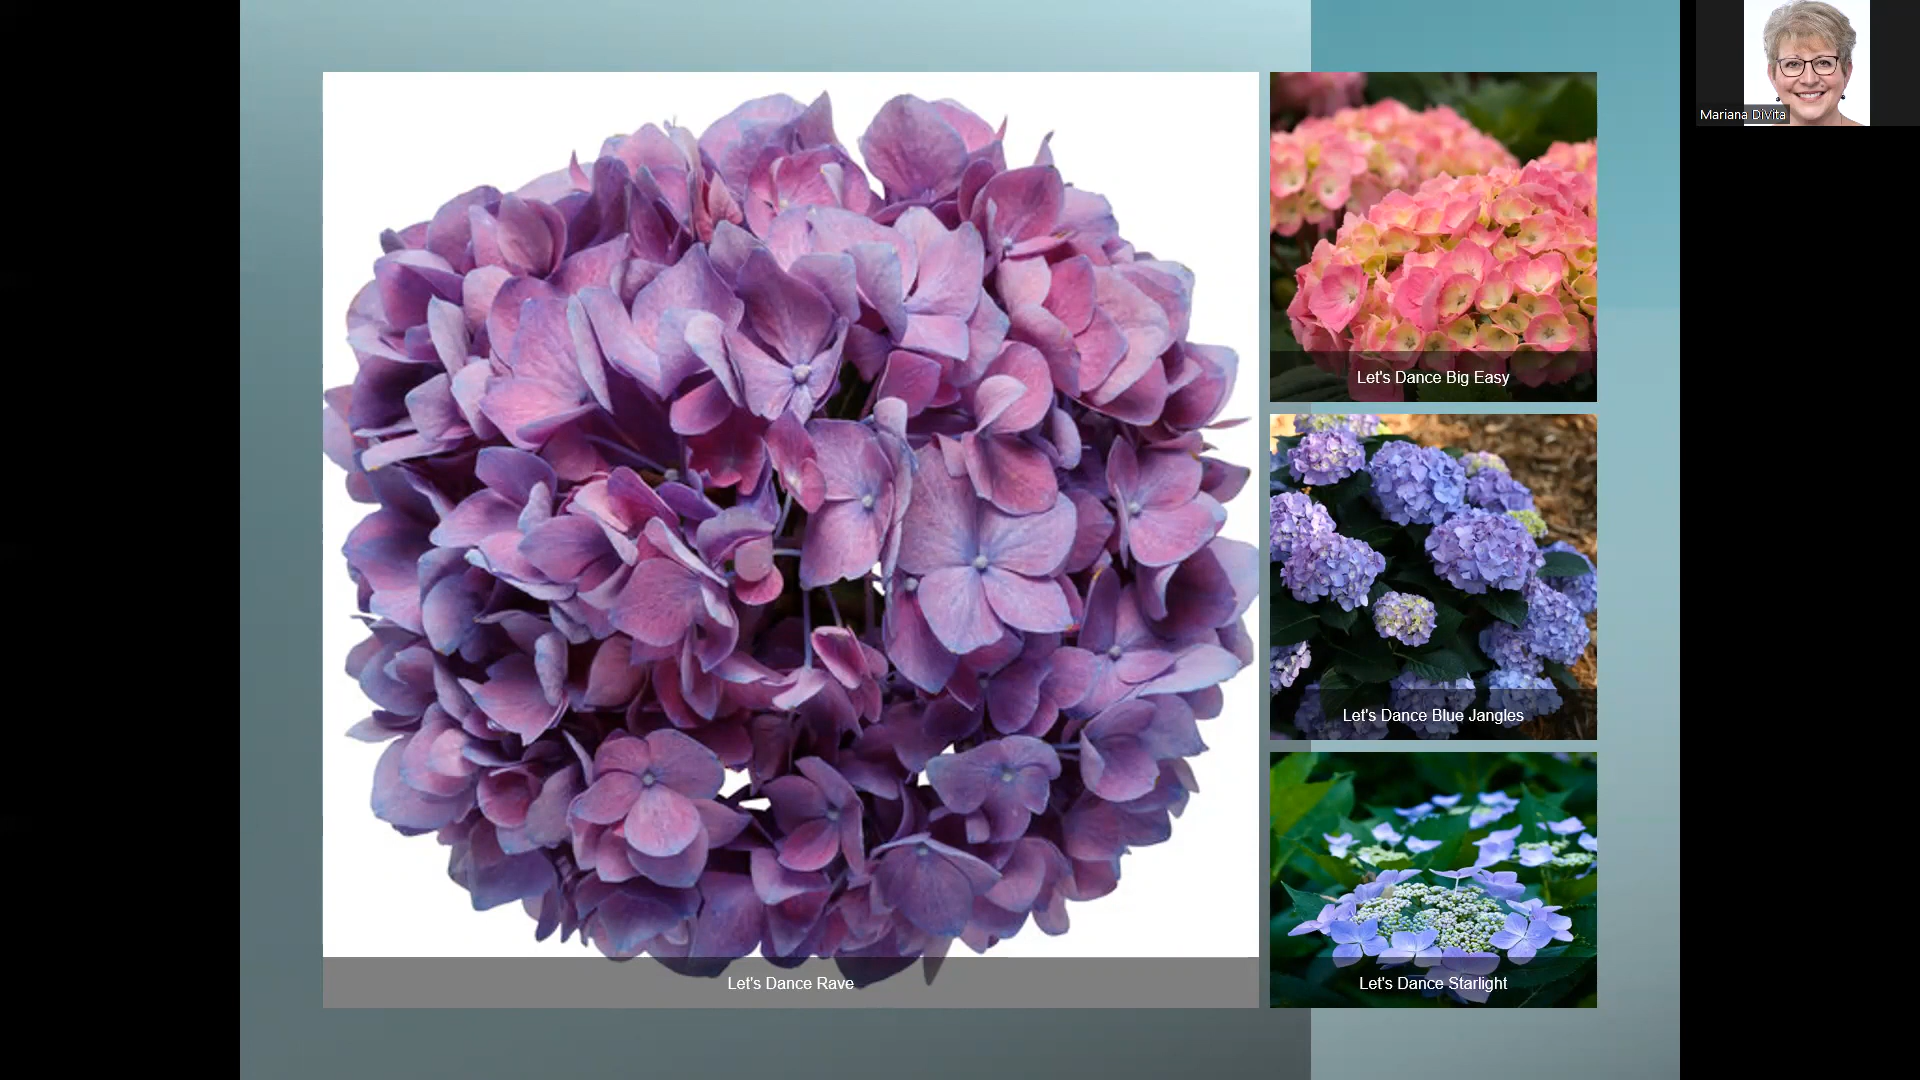 Let's Dance Rave
Let's Dance Big Easy
Let's Dance Blue Jangles
Let's Dance Starlight
Mariana DiVita